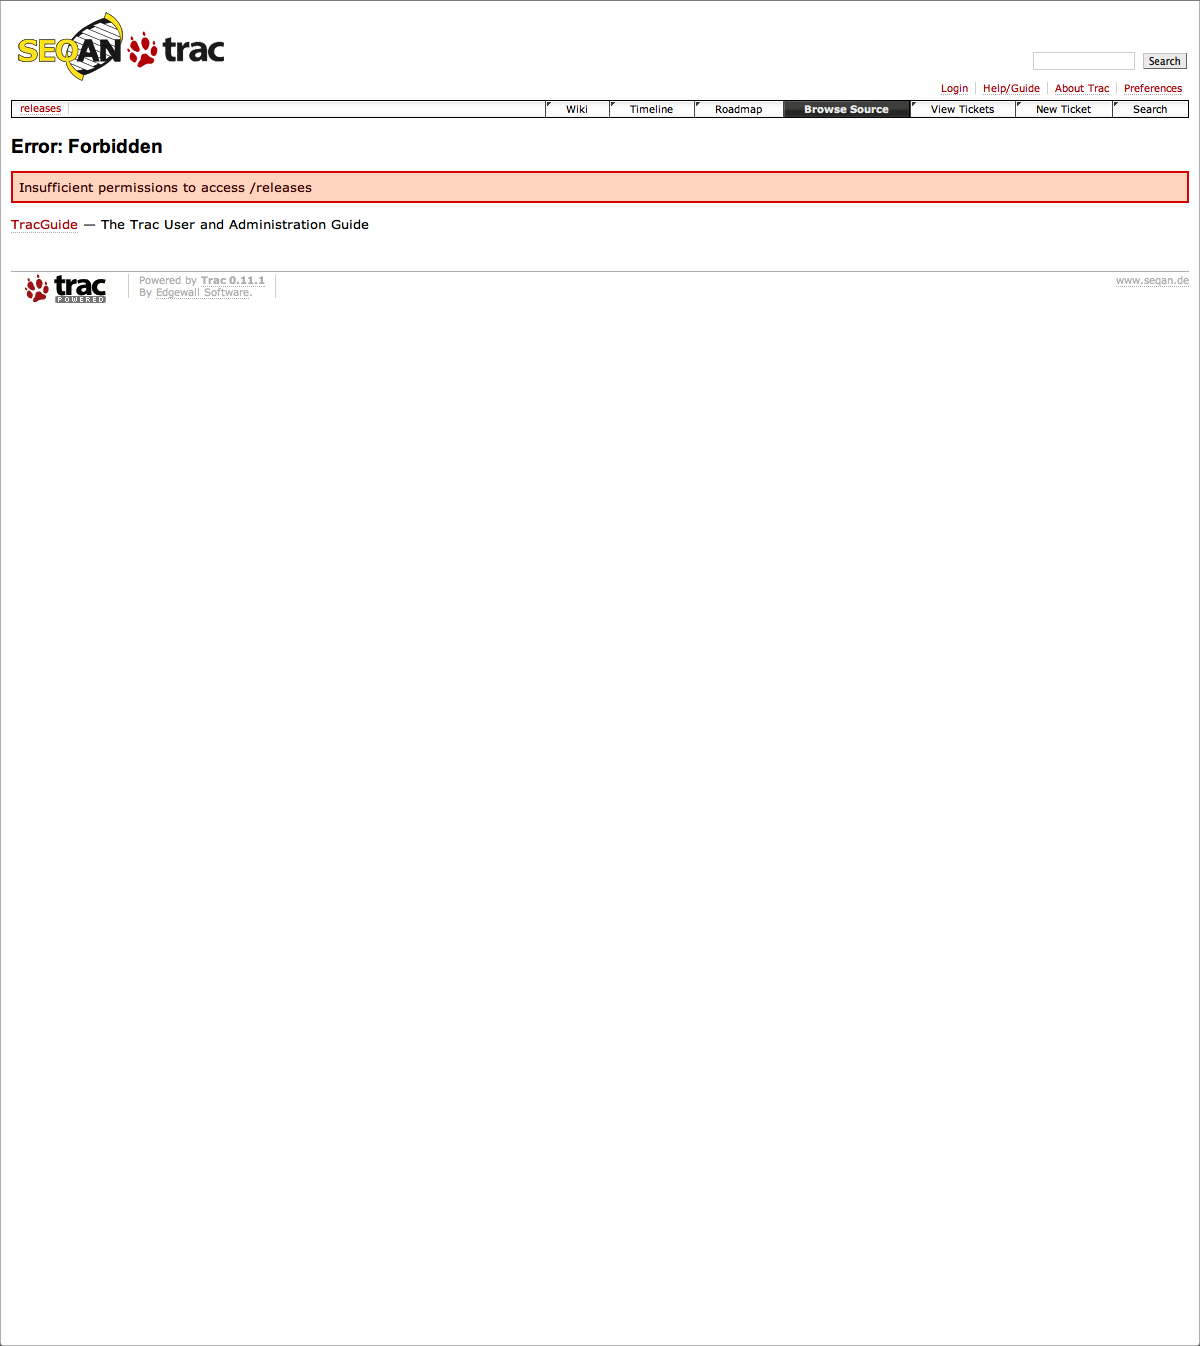 SEQAN trac
Search
Login Help/Guide About Trac Preferences
releases Wiki Timeline Roadmap Browse Source View Tickets New Ticket Search
Error: Forbidden
Insufficient permissions to access /releases
TracGuide — The Trac User and Administration Guide
trac POWERED
Powered by Trac 0.11.1
By Edgewall Software.
www.seqan.de